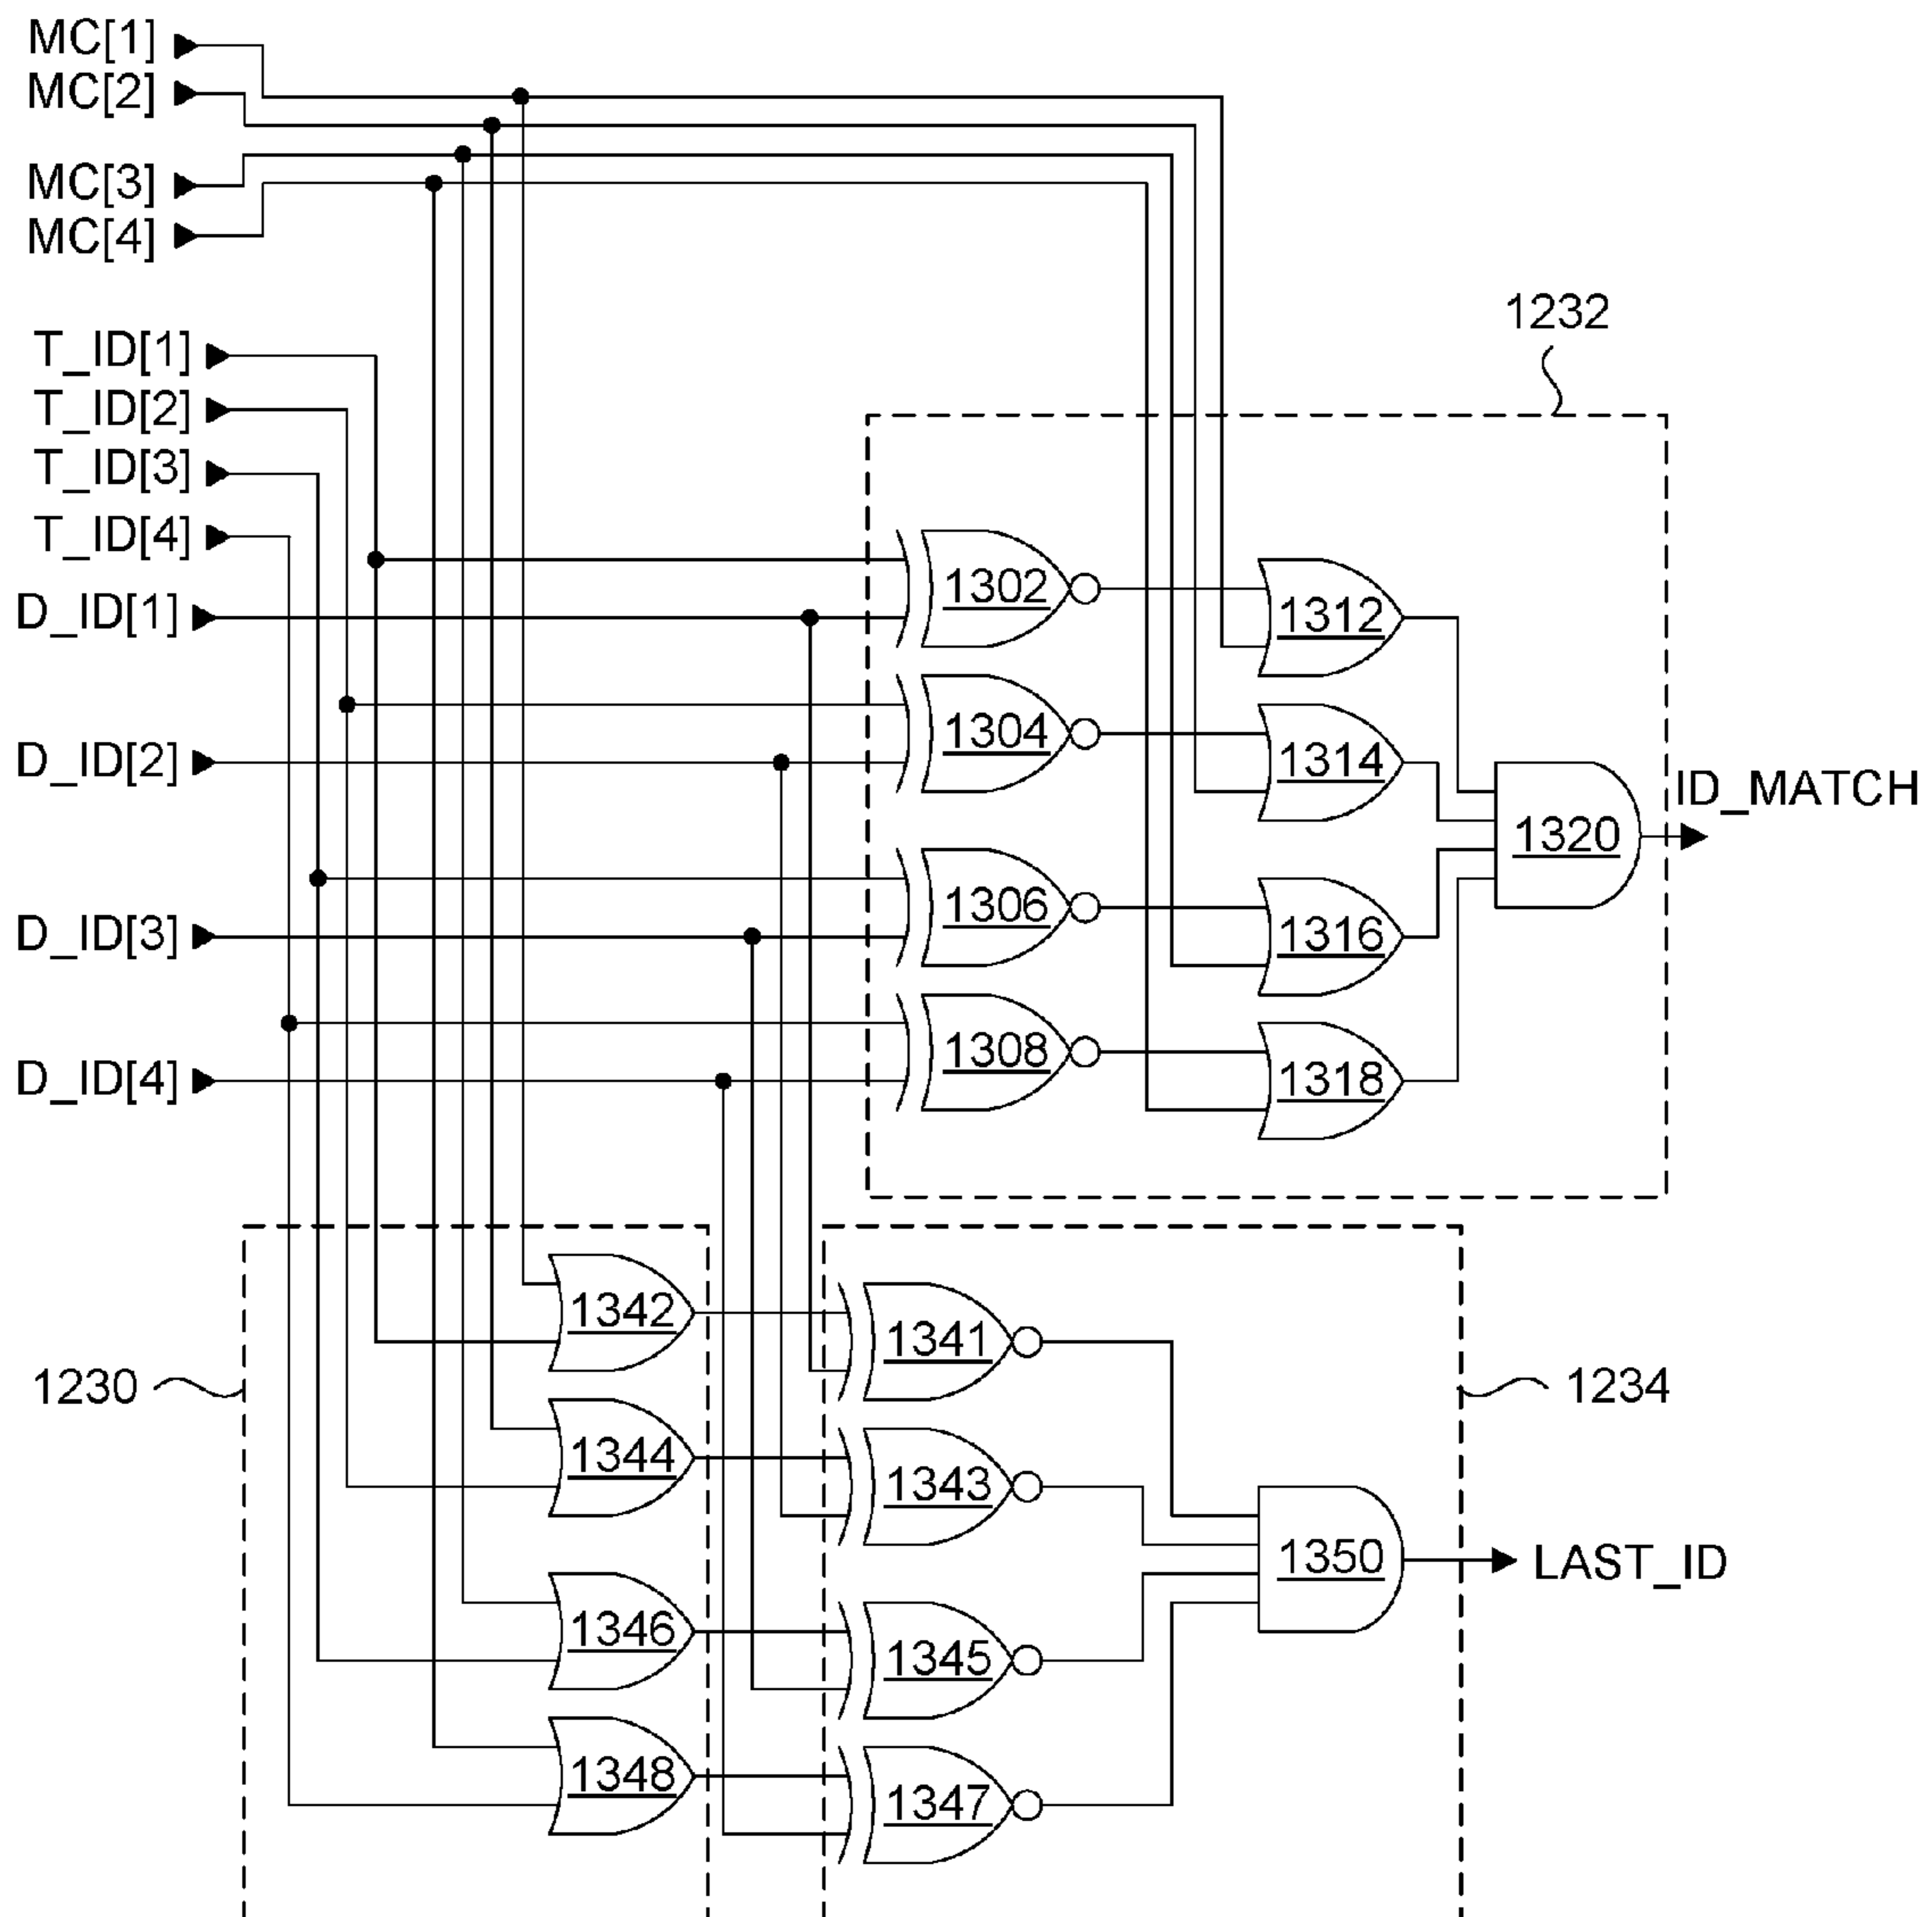 MC[1]
MC[2]
MC[3]
MC[4]
1232
T_ID[1]
T_ID[2]
T_ID[3]
T_ID[4]
D_ID[1]
1302
1312
D_ID[2]
1304
1314
ID_MATCH
1320
D_ID[3]
1306
1316
D_ID[4]
1308
1318
1342
1341
1230
1234
1344
1343
1350
LAST_ID
1346
1345
1348
1347